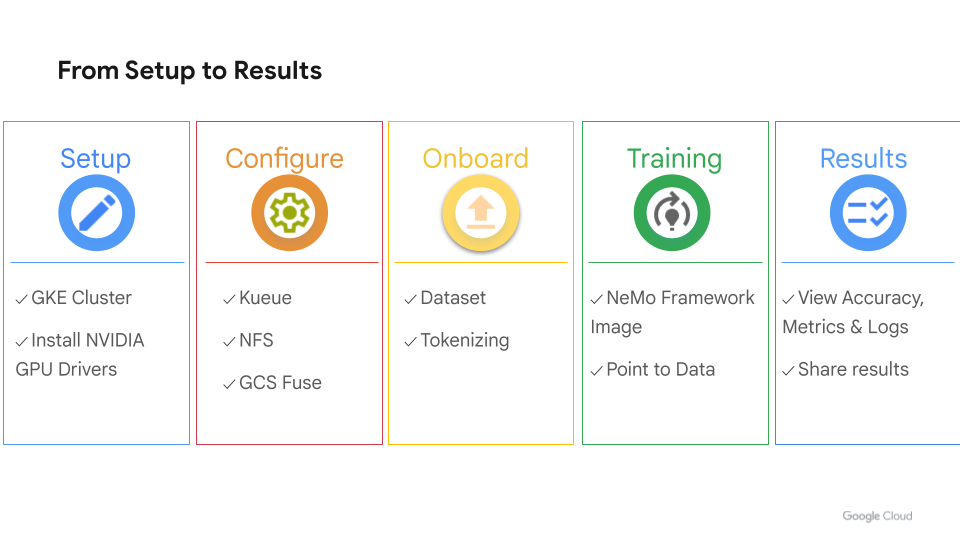 From Setup to Results
Setup
✓ GKE Cluster
✓ Install NVIDIA
GPU Drivers
Configure
✓ Kueue
✓ NFS
✓ GCS Fuse
Onboard
✓ Dataset
✓ Tokenizing
Training
✓ NeMo Framework
Image
✓ Point to Data
Results
✓ View Accuracy,
Metrics & Logs
✓ Share results
Google Cloud